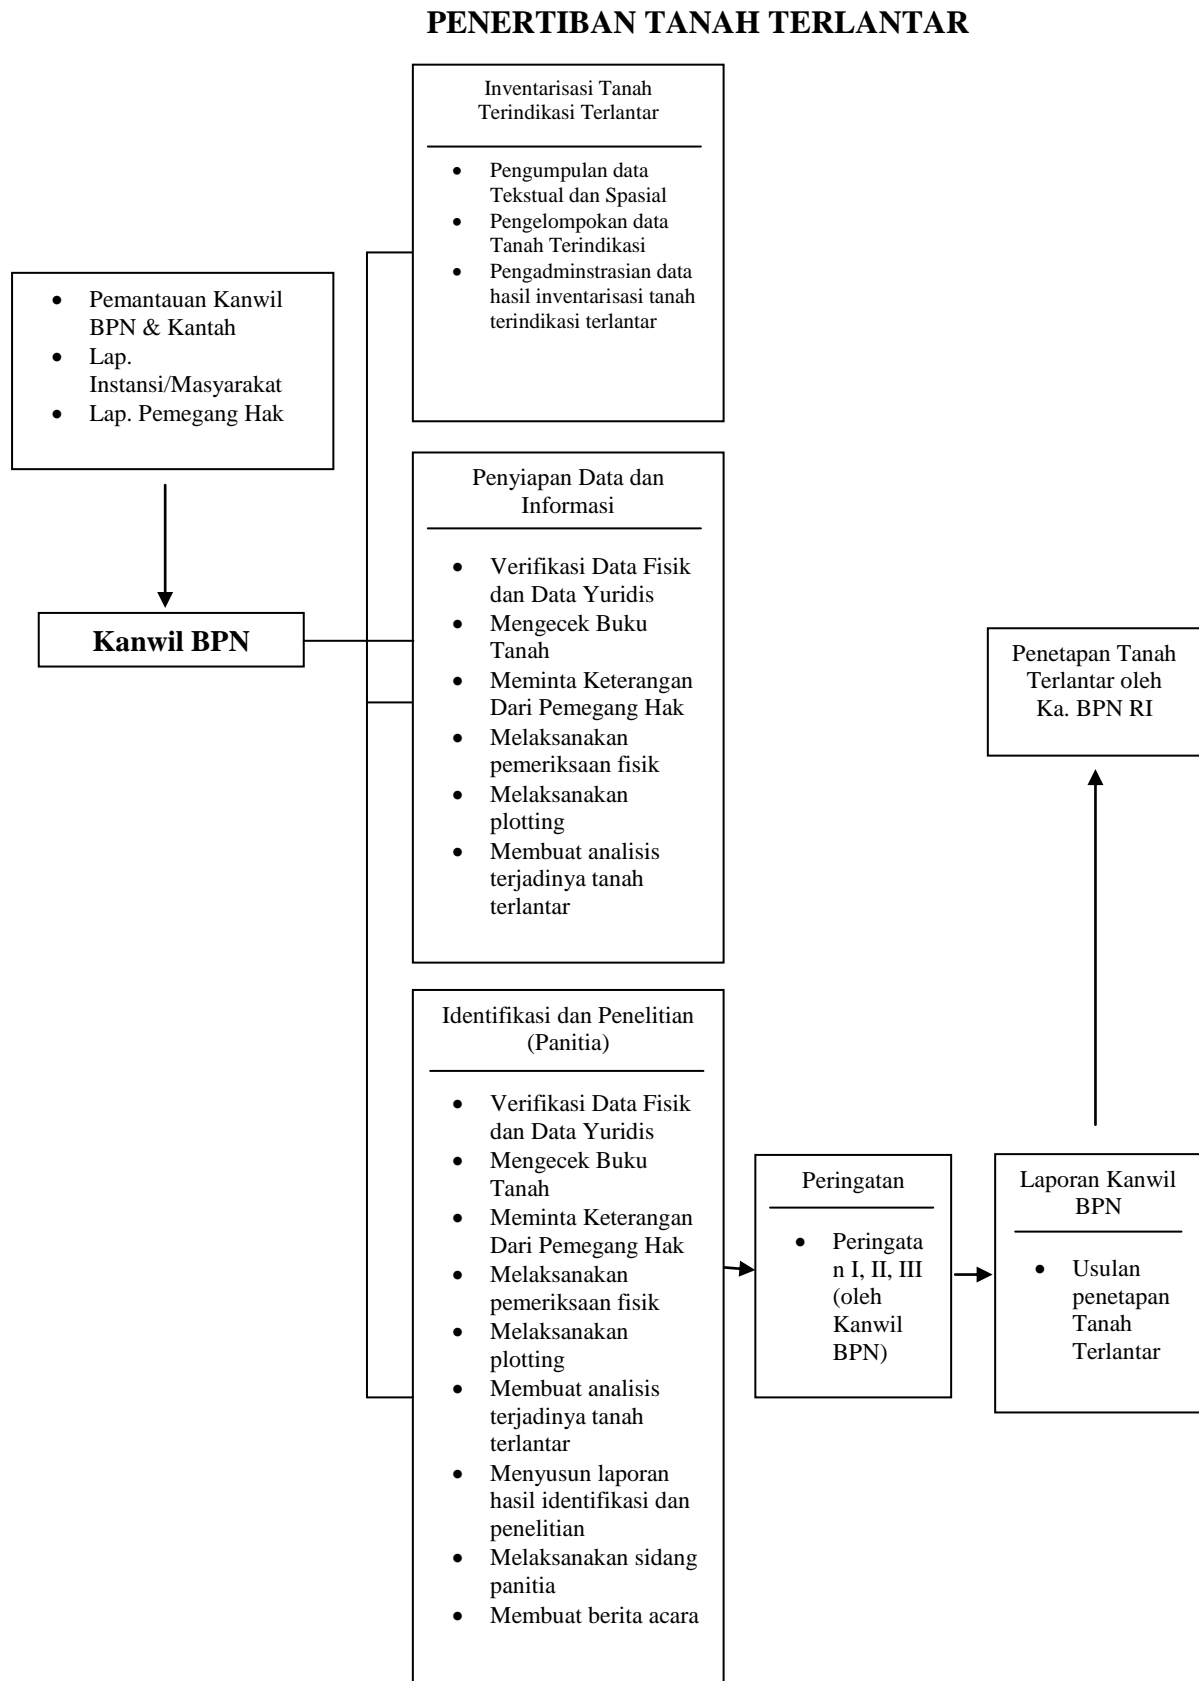 PENERTIBAN TANAH TERLANTAR
Inventarisasi Tanah
Terindikasi Terlantar
• Pengumpulan data
Tekstual dan Spasial
• Pengelompokan data
Tanah Terindikasi
• Pengadminstrasian data
hasil inventarisasi tanah
terindikasi terlantar
• Pemantauan Kanwil
BPN & Kantah
• Lap.
Instansi/Masyarakat
• Lap. Pemegang Hak
Kanwil BPN
Penyiapan Data dan
Informasi
• Verifikasi Data Fisik
dan Data Yuridis
• Mengecek Buku
Tanah
• Meminta Keterangan
Dari Pemegang Hak
• Melaksanakan
pemeriksaan fisik
• Melaksanakan
plotting
• Membuat analisis
terjadinya tanah
terlantar
Identifikasi dan Penelitian
(Panitia)
• Verifikasi Data Fisik
dan Data Yuridis
• Mengecek Buku
Tanah
• Meminta Keterangan
Dari Pemegang Hak
• Melaksanakan
pemeriksaan fisik
• Melaksanakan
plotting
• Membuat analisis
terjadinya tanah
terlantar
• Menyusun laporan
hasil identifikasi dan
penelitian
• Melaksanakan sidang
panitia
• Membuat berita acara
Peringatan
• Peringata
n I, II, III
(oleh
Kanwil
BPN)
Laporan Kanwil
BPN
• Usulan
penetapan
Tanah
Terlantar
Penetapan Tanah
Terlantar oleh
Ka. BPN RI